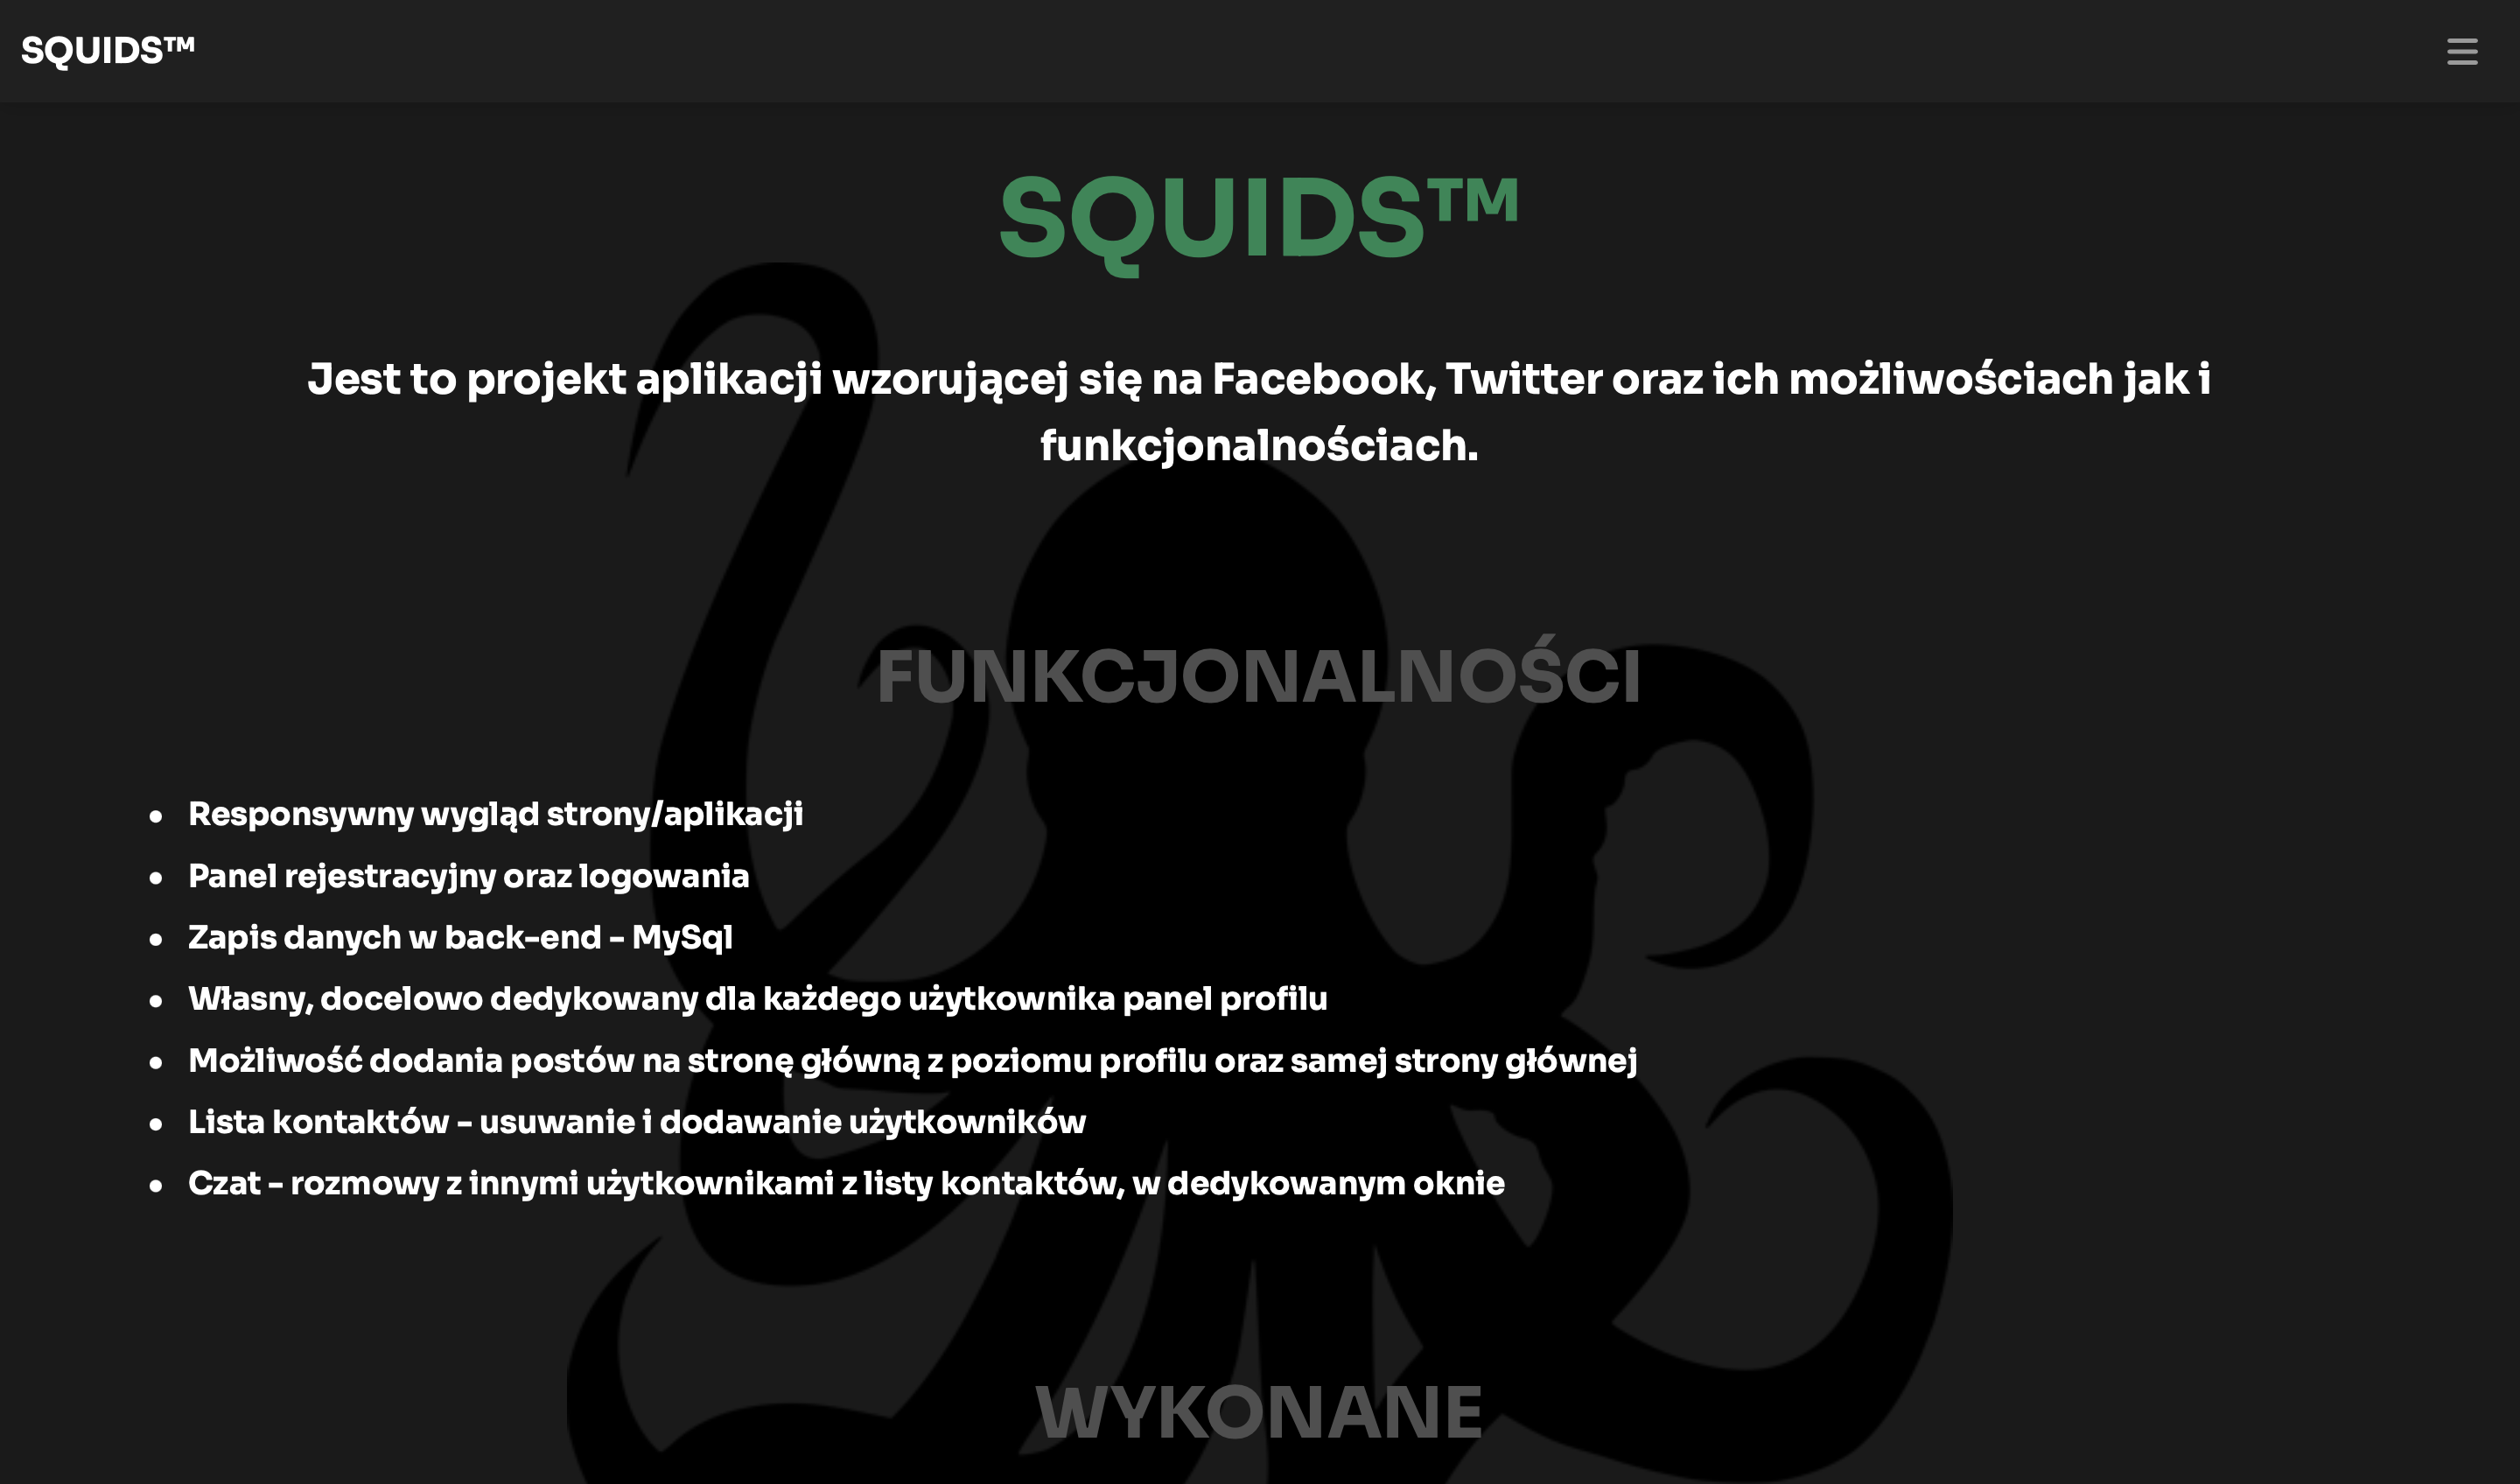 SQUIDS™
SQUIDS™
Jest to projekt aplikacji wzorującej się na Facebook, Twitter oraz ich możliwościach jak i
funkcjonalnościach.
FUNKCJONALNOŚCI
• Responsywny wygląd strony/aplikacji
• Panel rejestracyjny oraz logowania
• Zapis danych w back-end - MySql
• Własny, docelowo dedykowany dla każdego użytkownika panel profilu
• Możliwość dodania postów na stronę główną z poziomu profilu oraz samej strony głównej
• Lista kontaktów - usuwanie i dodawanie użytkowników
• Czat - rozmowy z innymi użytkownikami z listy kontaktów, w dedykowanym oknie
WYKONANE